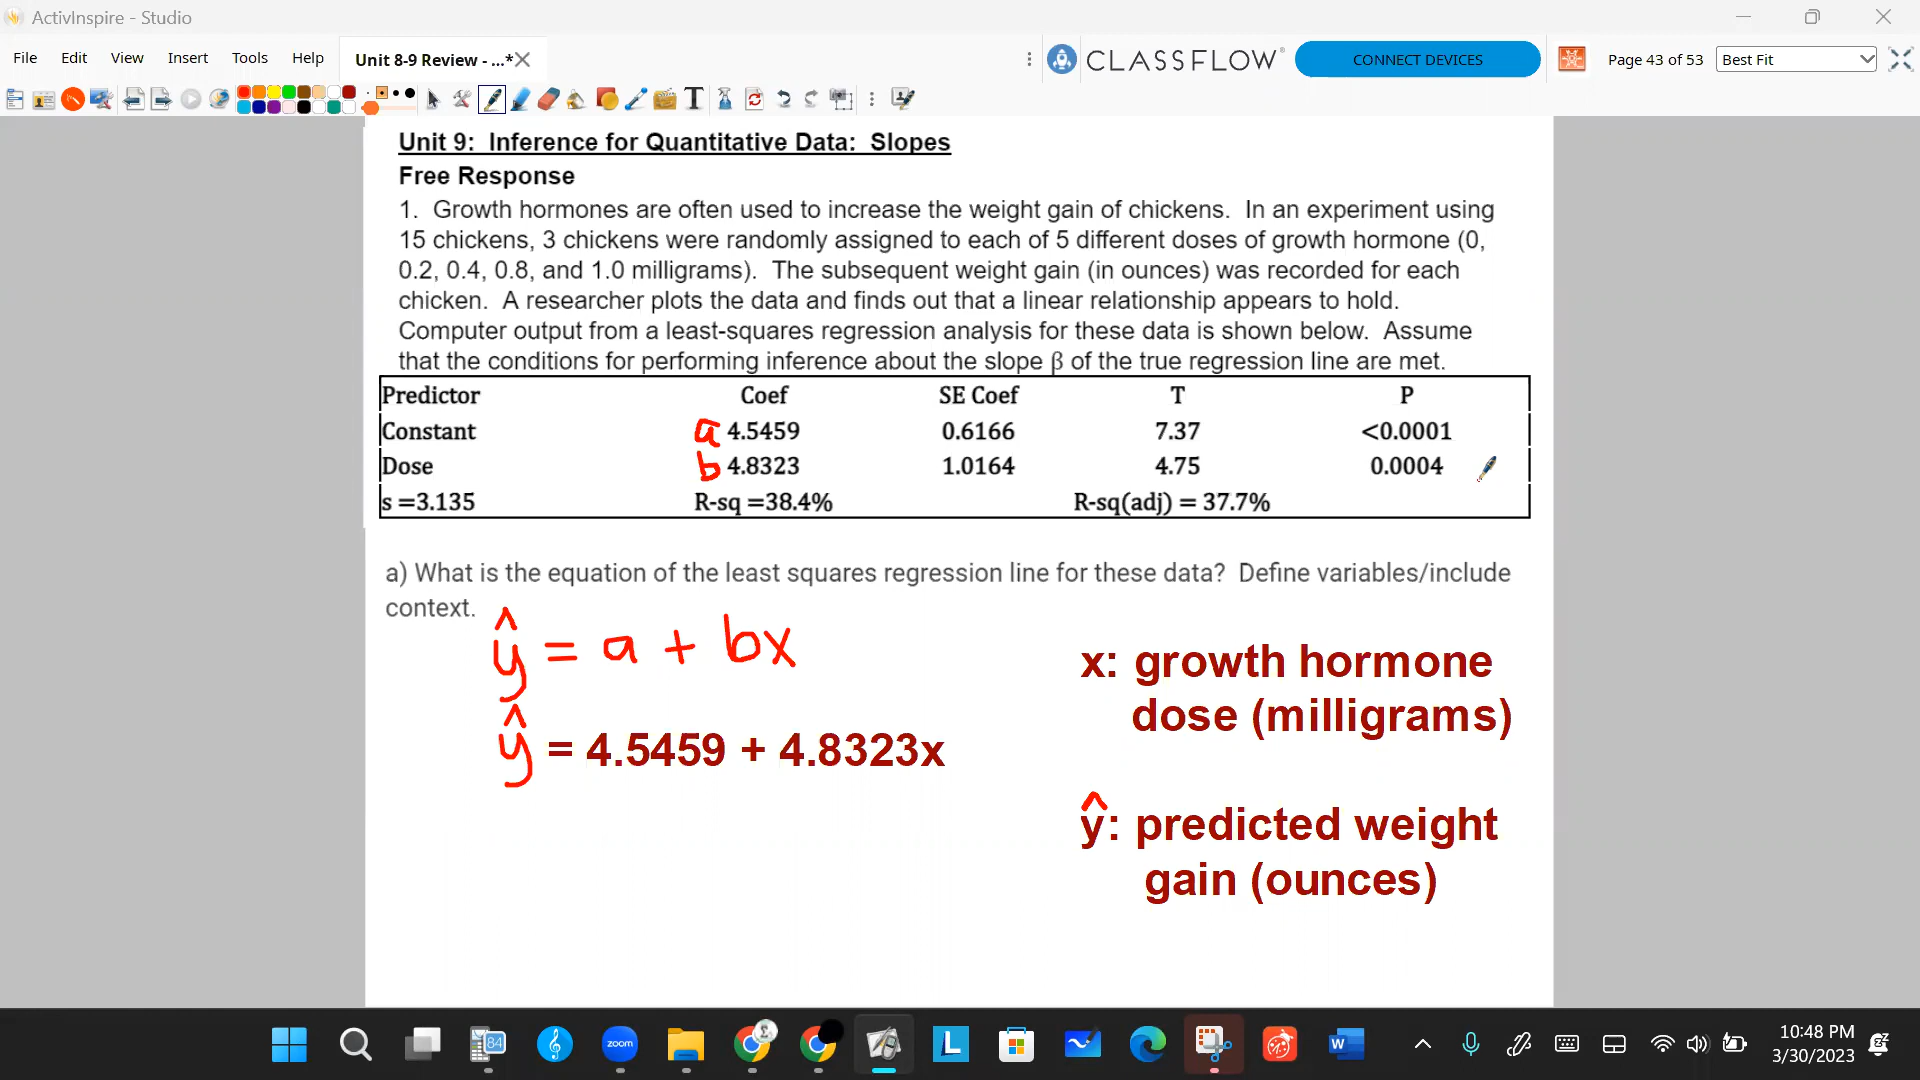 ActivInspire - Studio
File Edit View Insert Tools Help Unit 8-9 Review - ...* CLASSFLOW CONNECT DEVICES Page 43 of 53 Best Fit
Unit 9: Inference for Quantitative Data: Slopes
Free Response
1. Growth hormones are often used to increase the weight gain of chickens. In an experiment using
15 chickens, 3 chickens were randomly assigned to each of 5 different doses of growth hormone (0,
0.2, 0.4, 0.8, and 1.0 milligrams). The subsequent weight gain (in ounces) was recorded for each
chicken. A researcher plots the data and finds out that a linear relationship appears to hold.
Computer output from a least-squares regression analysis for these data is shown below. Assume
that the conditions for performing inference about the slope β of the true regression line are met.
Predictor Coef SE Coef T P
Constant a 4.5459 0.6166 7.37 <0.0001
Dose b 4.8323 1.0164 4.75 0.0004
s =3.135 R-sq =38.4% R-sq(adj) = 37.7%
a) What is the equation of the least squares regression line for these data? Define variables/include
context.
ŷ = a + bx
ŷ = 4.5459 + 4.8323x
x: growth hormone
dose (milligrams)
ŷ: predicted weight
gain (ounces)
84 zoom L W
10:48 PM
3/30/2023